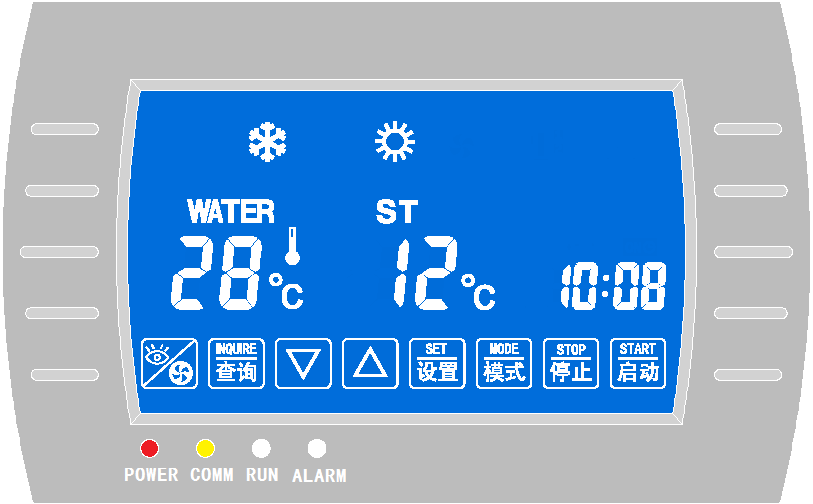 WATER ST
28°C 12°C 10:08
INQUIRE SET MODE STOP START
查询 设置 模式 停止 启动
POWER COMM RUN ALARM